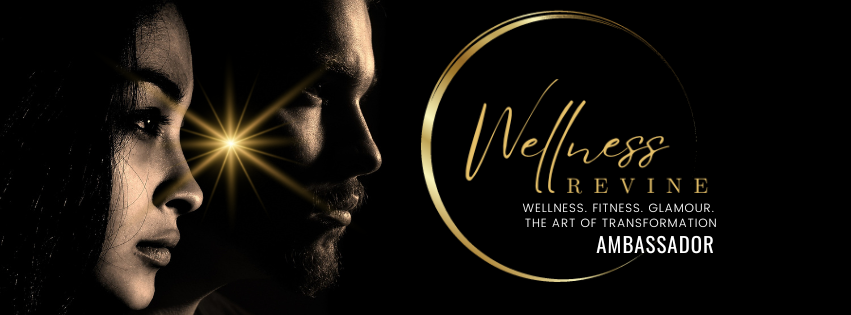 Wellness
REVINE
WELLNESS. FITNESS. GLAMOUR.
THE ART OF TRANSFORMATION
AMBASSADOR